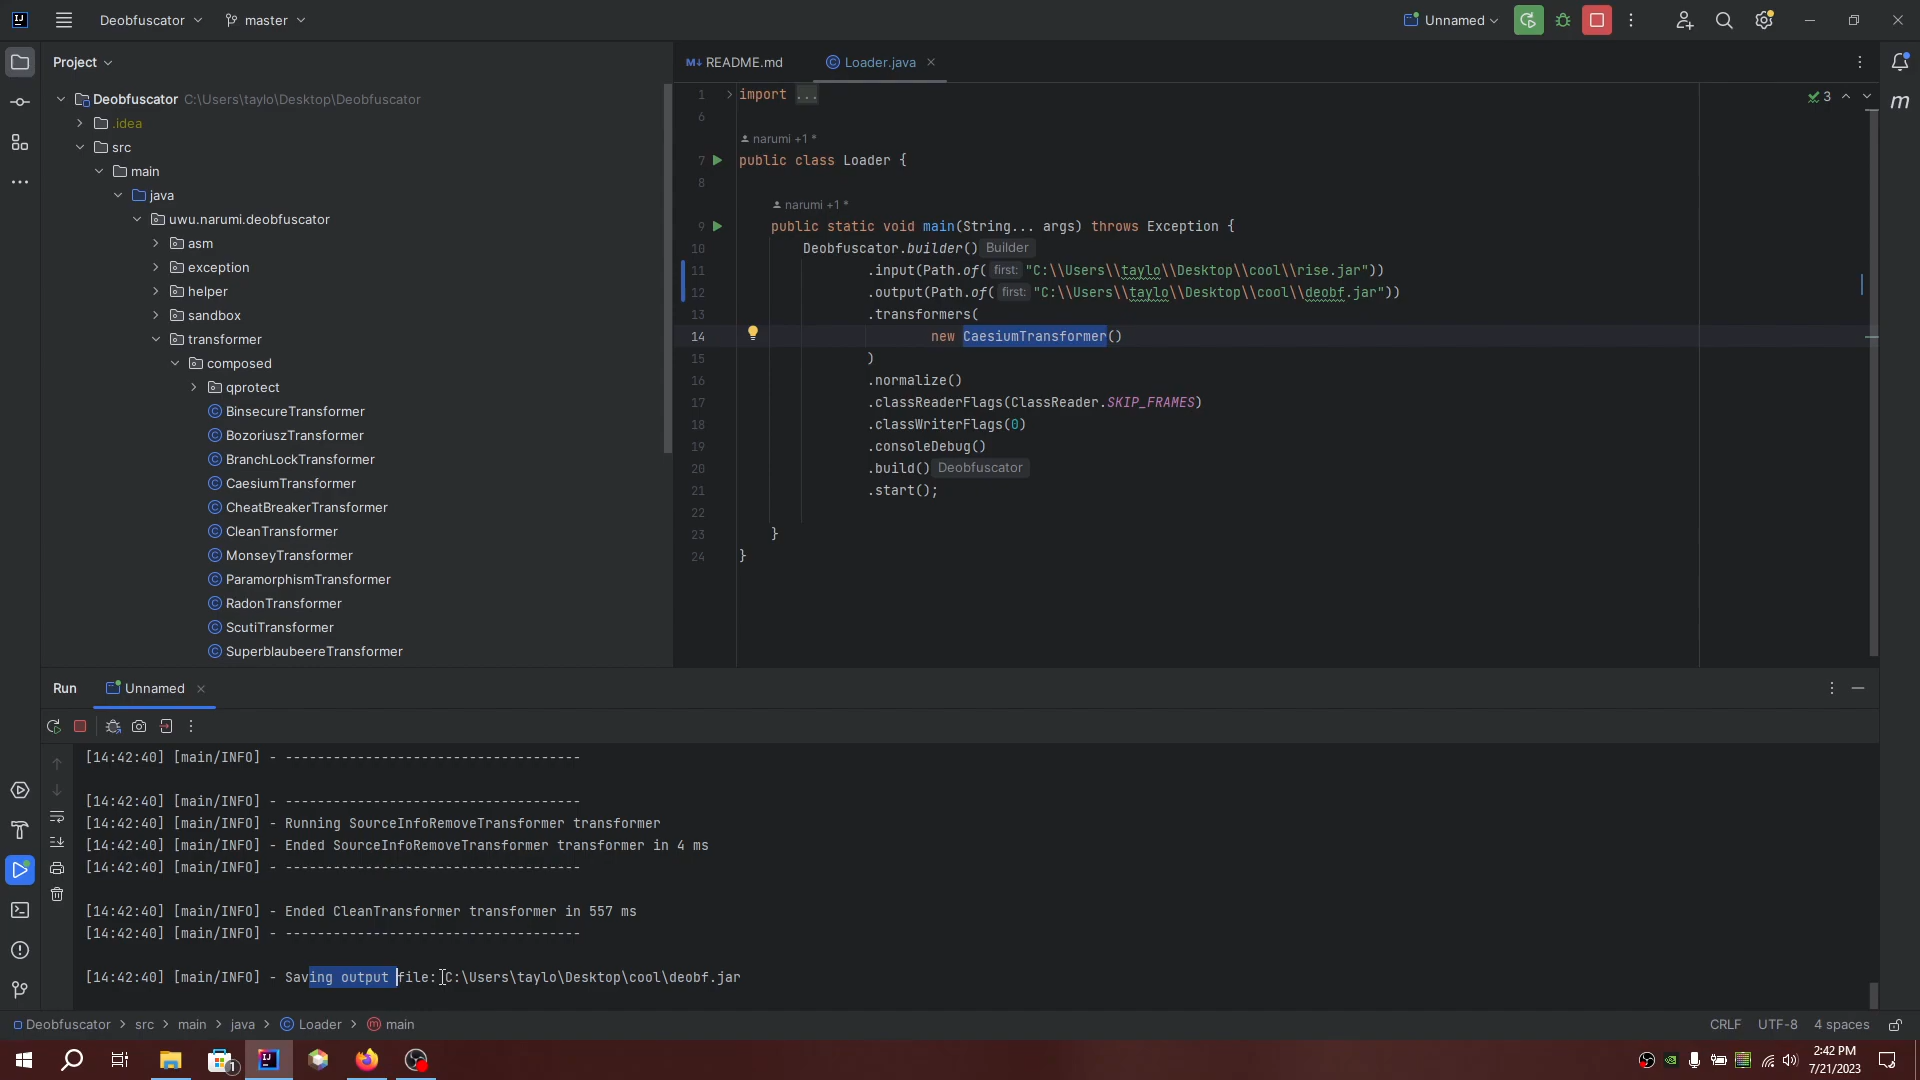 Deobfuscator
master
Unnamed
Project
README.md
Loader.java
Deobfuscator C:\Users\taylo\Desktop\Deobfuscator
.idea
src
main
java
uwu.narumi.deobfuscator
asm
exception
helper
sandbox
transformer
composed
qprotect
BinsecureTransformer
BozoriuszTransformer
BranchLockTransformer
CaesiumTransformer
CheatBreakerTransformer
CleanTransformer
MonseyTransformer
ParamorphismTransformer
RadonTransformer
ScutiTransformer
SuperblaubeereTransformer
1 import ...
3
6
narumi +1 *
7 public class Loader {
8
narumi +1 *
9 public static void main(String... args) throws Exception {
10 Deobfuscator.builder() Builder
11 .input(Path.of( first: "C:\\Users\\taylo\\Desktop\\cool\\rise.jar"))
12 .output(Path.of( first: "C:\\Users\\taylo\\Desktop\\cool\\deobf.jar"))
13 .transformers(
14 new CaesiumTransformer()
15 )
16 .normalize()
17 .classReaderFlags(ClassReader.SKIP_FRAMES)
18 .classWriterFlags(0)
19 .consoleDebug()
20 .build() Deobfuscator
21 .start();
22
23 }
24 }
m
Run Unnamed
[14:42:40] [main/INFO] - -------------------------------------
[14:42:40] [main/INFO] - -------------------------------------
[14:42:40] [main/INFO] - Running SourceInfoRemoveTransformer transformer
[14:42:40] [main/INFO] - Ended SourceInfoRemoveTransformer transformer in 4 ms
[14:42:40] [main/INFO] - -------------------------------------
[14:42:40] [main/INFO] - Ended CleanTransformer transformer in 557 ms
[14:42:40] [main/INFO] - -------------------------------------
[14:42:40] [main/INFO] - Saving output file: C:\Users\taylo\Desktop\cool\deobf.jar
Deobfuscator > src > main > java > Loader > main
CRLF UTF-8 4 spaces
1
2:42 PM
7/21/2023